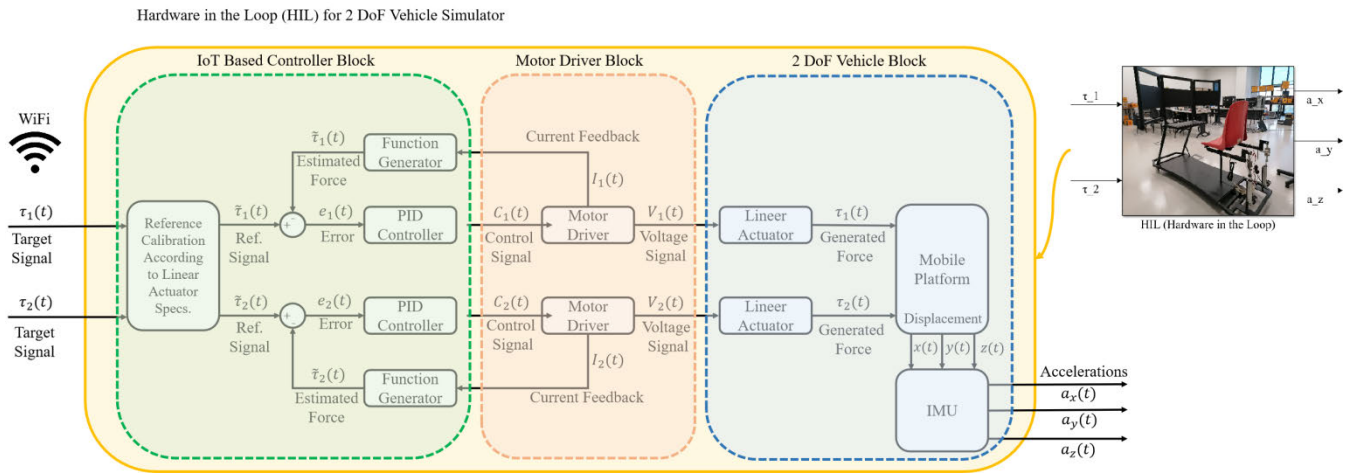 Hardware in the Loop (HIL) for 2 DoF Vehicle Simulator
IoT Based Controller Block
Motor Driver Block
2 DoF Vehicle Block
WiFi
τ₁(t)
Target
Signal
τ₂(t)
Target
Signal
Reference
Calibration
According
to Linear
Actuator
Specs.
τ̃₁(t)
Estimated
Force
Function
Generator
Current Feedback
I₁(t)
τ̃₁(t)
Ref.
Signal
+
-
e₁(t)
Error
PID
Controller
C₁(t)
Control
Signal
Motor
Driver
V₁(t)
Voltage
Signal
Lineer
Actuator
τ₁(t)
Generated
Force
τ̃₂(t)
Ref.
Signal
+
e₂(t)
Error
PID
Controller
C₂(t)
Control
Signal
Motor
Driver
V₂(t)
Voltage
Signal
Lineer
Actuator
τ₂(t)
Generated
Force
τ̃₂(t)
Estimated
Force
Function
Generator
I₂(t)
Current Feedback
Mobile
Platform
Displacement
x(t) y(t) z(t)
IMU
Accelerations
aₓ(t)
a_y(t)
a_z(t)
τ_1
τ_2
a_x
a_y
a_z
HIL (Hardware in the Loop)